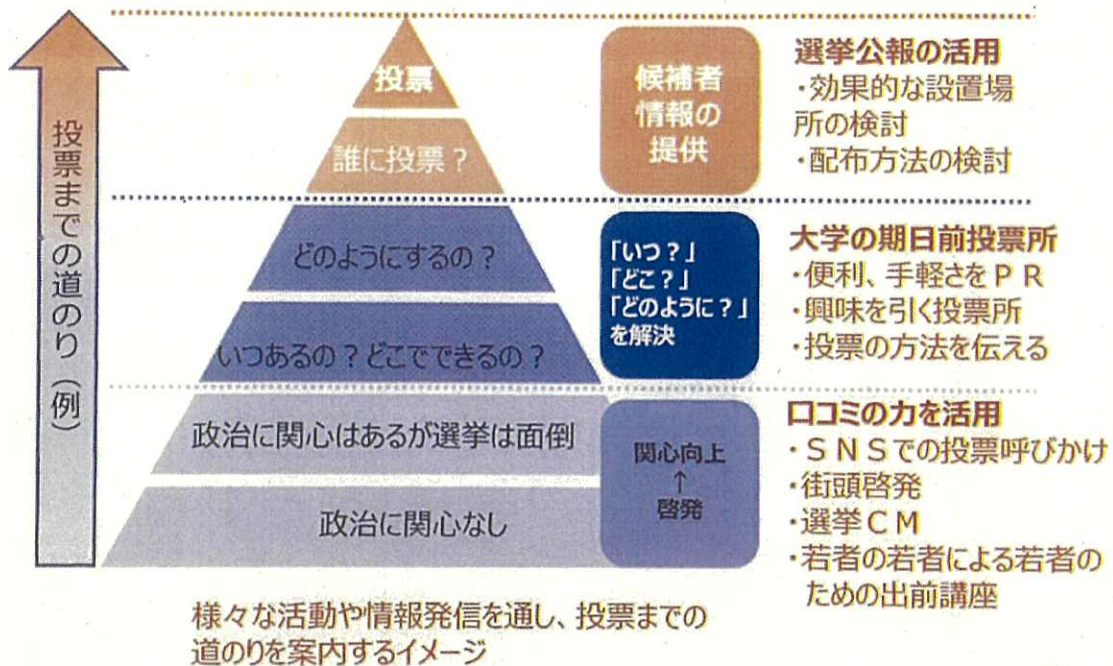 投票までの道のり（例）
投票
誰に投票？
どのようにするの？
いつあるの？どこでできるの？
政治に関心はあるが選挙は面倒
政治に関心なし
候補者
情報の
提供
「いつ？」
「どこ？」
「どのように？」
を解決
関心向上
↑
啓発
選挙公報の活用
・効果的な設置場
所の検討
・配布方法の検討
大学の期日前投票所
・便利、手軽さをＰＲ
・興味を引く投票所
・投票の方法を伝える
口コミの力を活用
・ＳＮＳでの投票呼びかけ
・街頭啓発
・選挙ＣＭ
・若者の若者による若者の
ための出前講座
様々な活動や情報発信を通し、投票までの
道のりを案内するイメージ